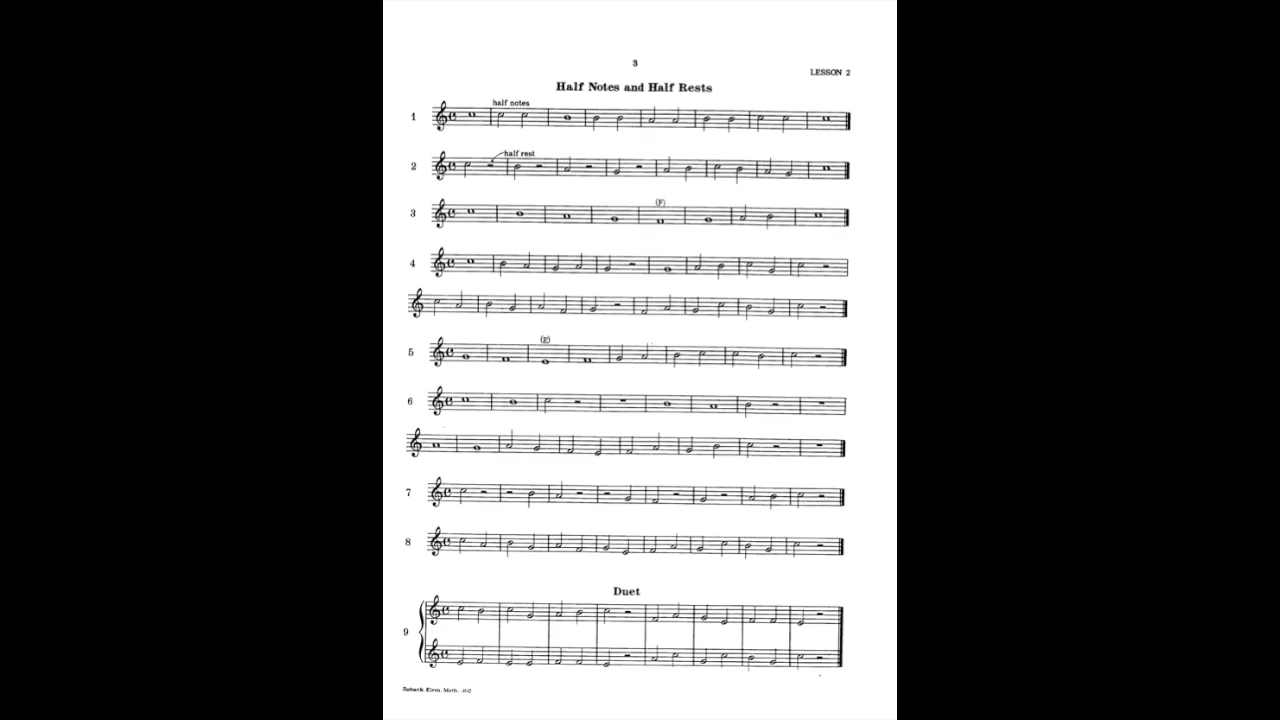 3
LESSON 2
Half Notes and Half Rests
half notes
1
half rest
2
(F)
3
4
(E)
5
6
7
8
Duet
9
Rubank Elem. Meth.